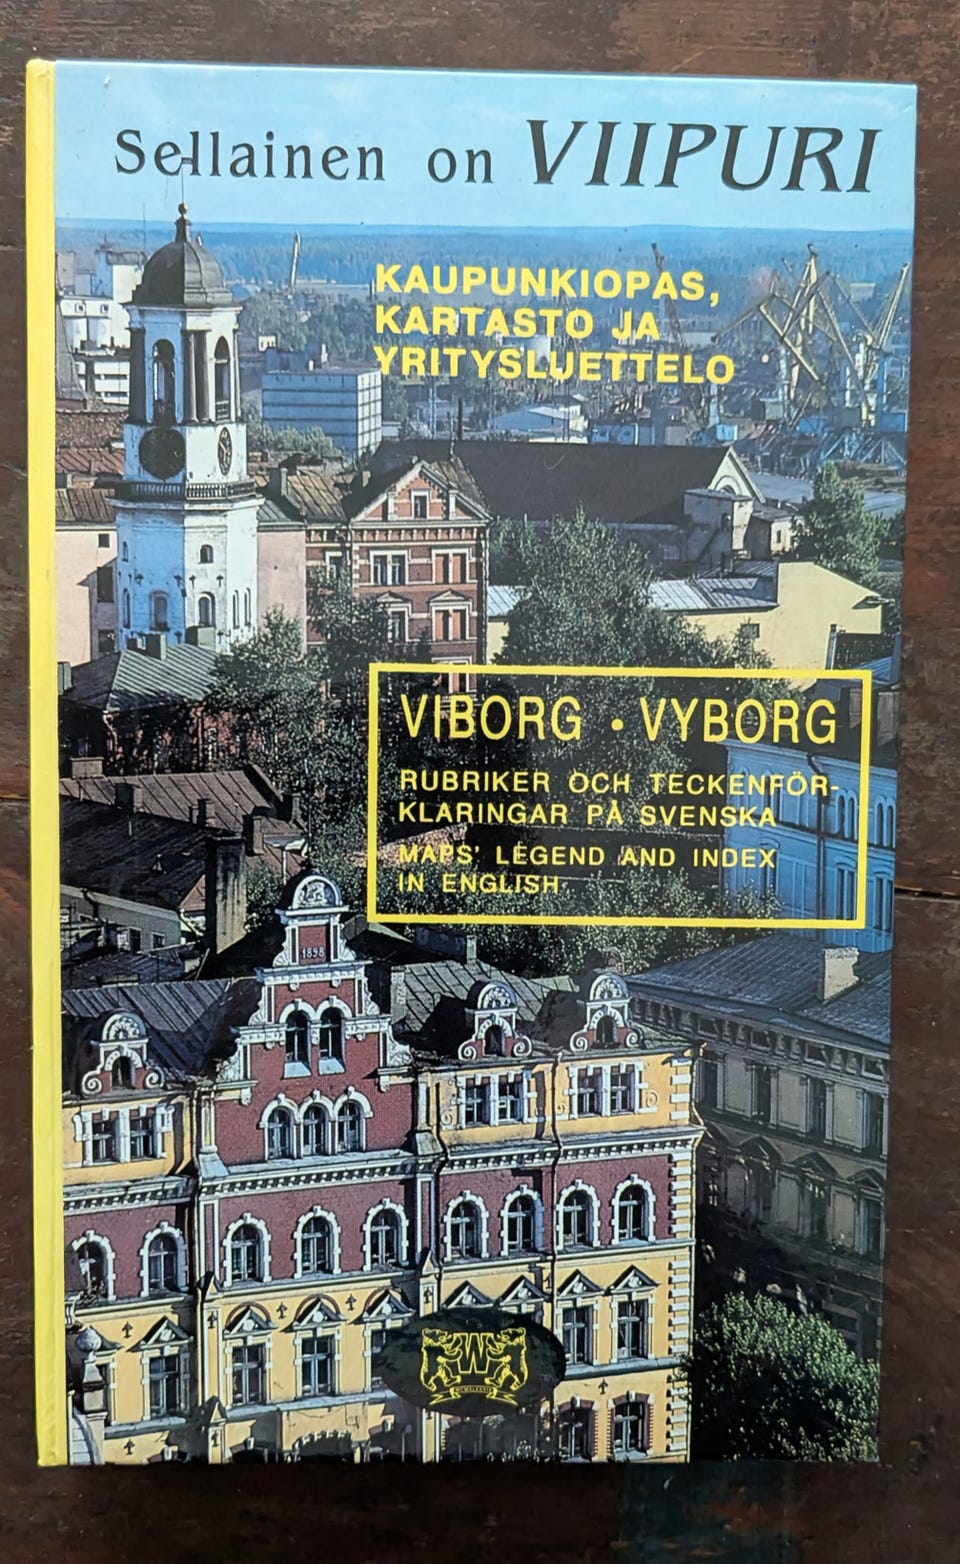 Sellainen on VIIPURI
KAUPUNKIOPAS,
KARTASTO JA
YRITYSLUETTELO
VIBORG • VYBORG
RUBRIKER OCH TECKENFÖR-
KLARINGAR PÅ SVENSKA
MAPS' LEGEND AND INDEX
IN ENGLISH
1898
W